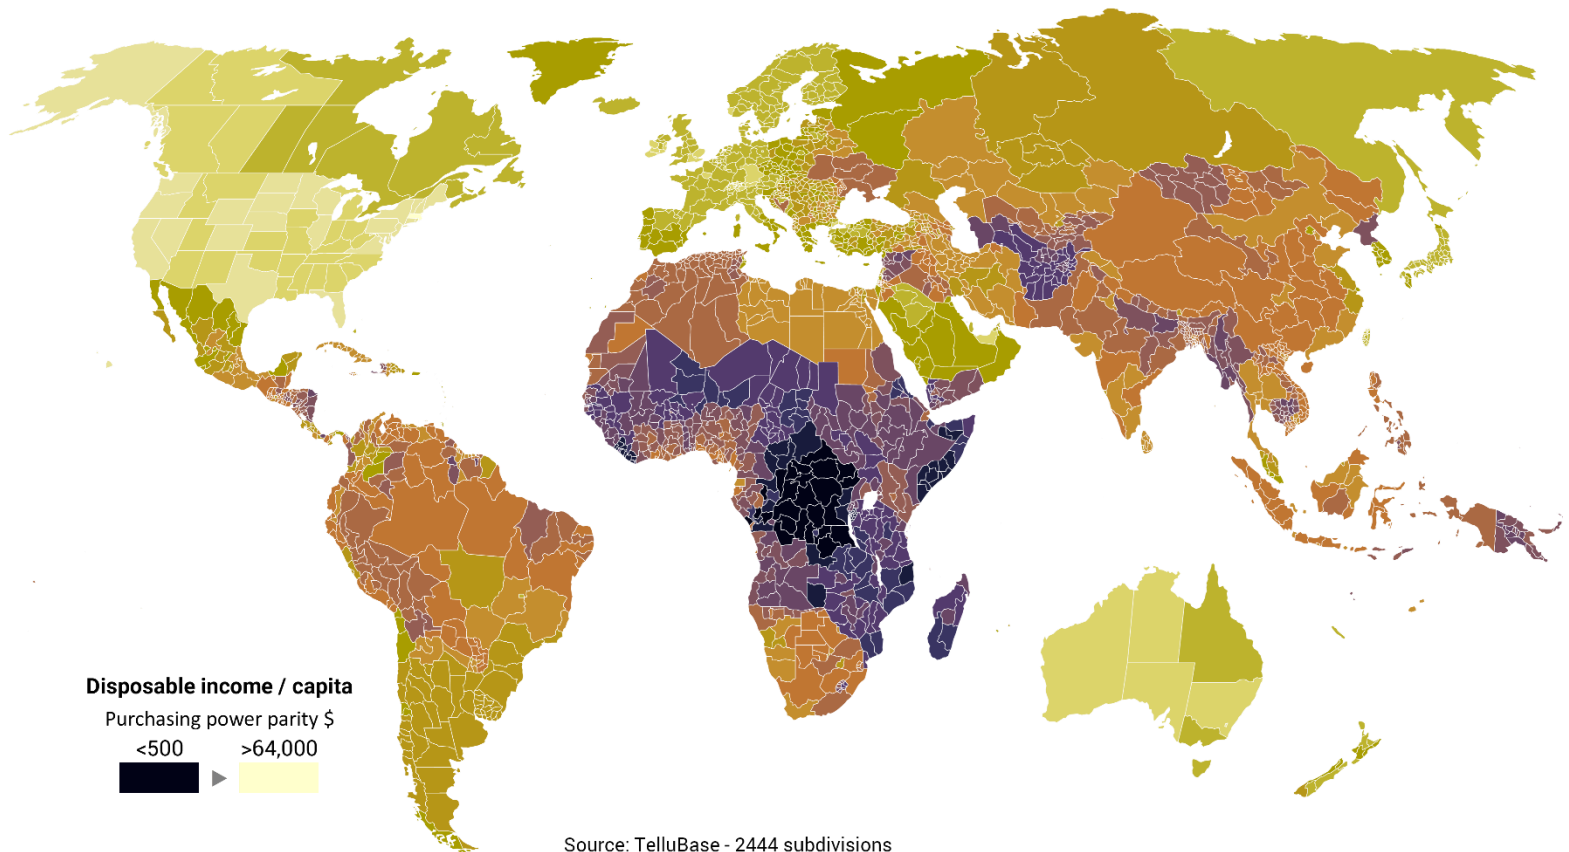 Disposable income / capita
Purchasing power parity $
<500 >64,000
Source: TelluBase - 2444 subdivisions